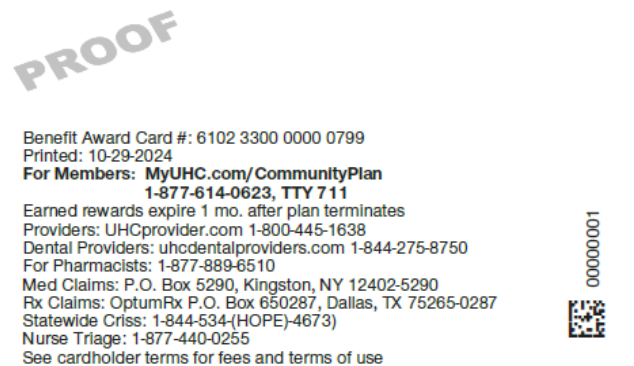 PROOF
Benefit Award Card #: 6102 3300 0000 0799
Printed: 10-29-2024
For Members: MyUHC.com/CommunityPlan
1-877-614-0623, TTY 711
Earned rewards expire 1 mo. after plan terminates
Providers: UHCprovider.com 1-800-445-1638
Dental Providers: uhcdentalproviders.com 1-844-275-8750
For Pharmacists: 1-877-889-6510
Med Claims: P.O. Box 5290, Kingston, NY 12402-5290
Rx Claims: OptumRx P.O. Box 650287, Dallas, TX 75265-0287
Statewide Criss: 1-844-534-(HOPE)-4673)
Nurse Triage: 1-877-440-0255
See cardholder terms for fees and terms of use
00000001